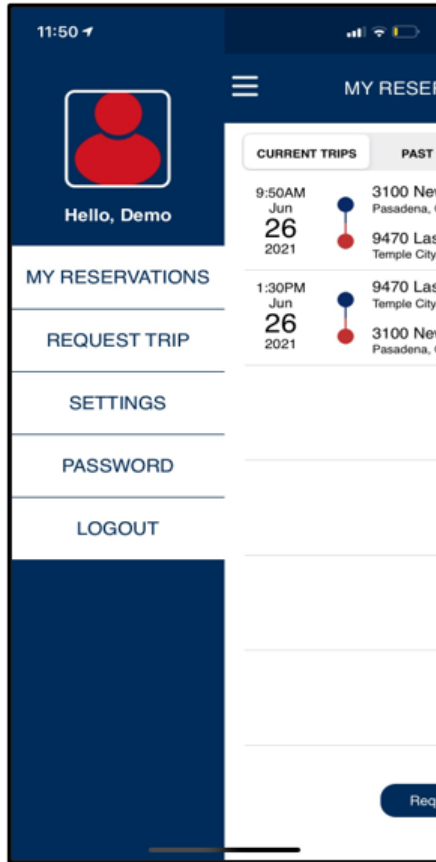 11:50
Hello, Demo
MY RESERVATIONS
REQUEST TRIP
SETTINGS
PASSWORD
LOGOUT
MY RESER
CURRENT TRIPS
PAST
9:50AM
Jun
26
2021
3100 Nev
Pasadena,
9470 Las
Temple City
1:30PM
Jun
26
2021
9470 Las
Temple City
3100 Nev
Pasadena,
Req